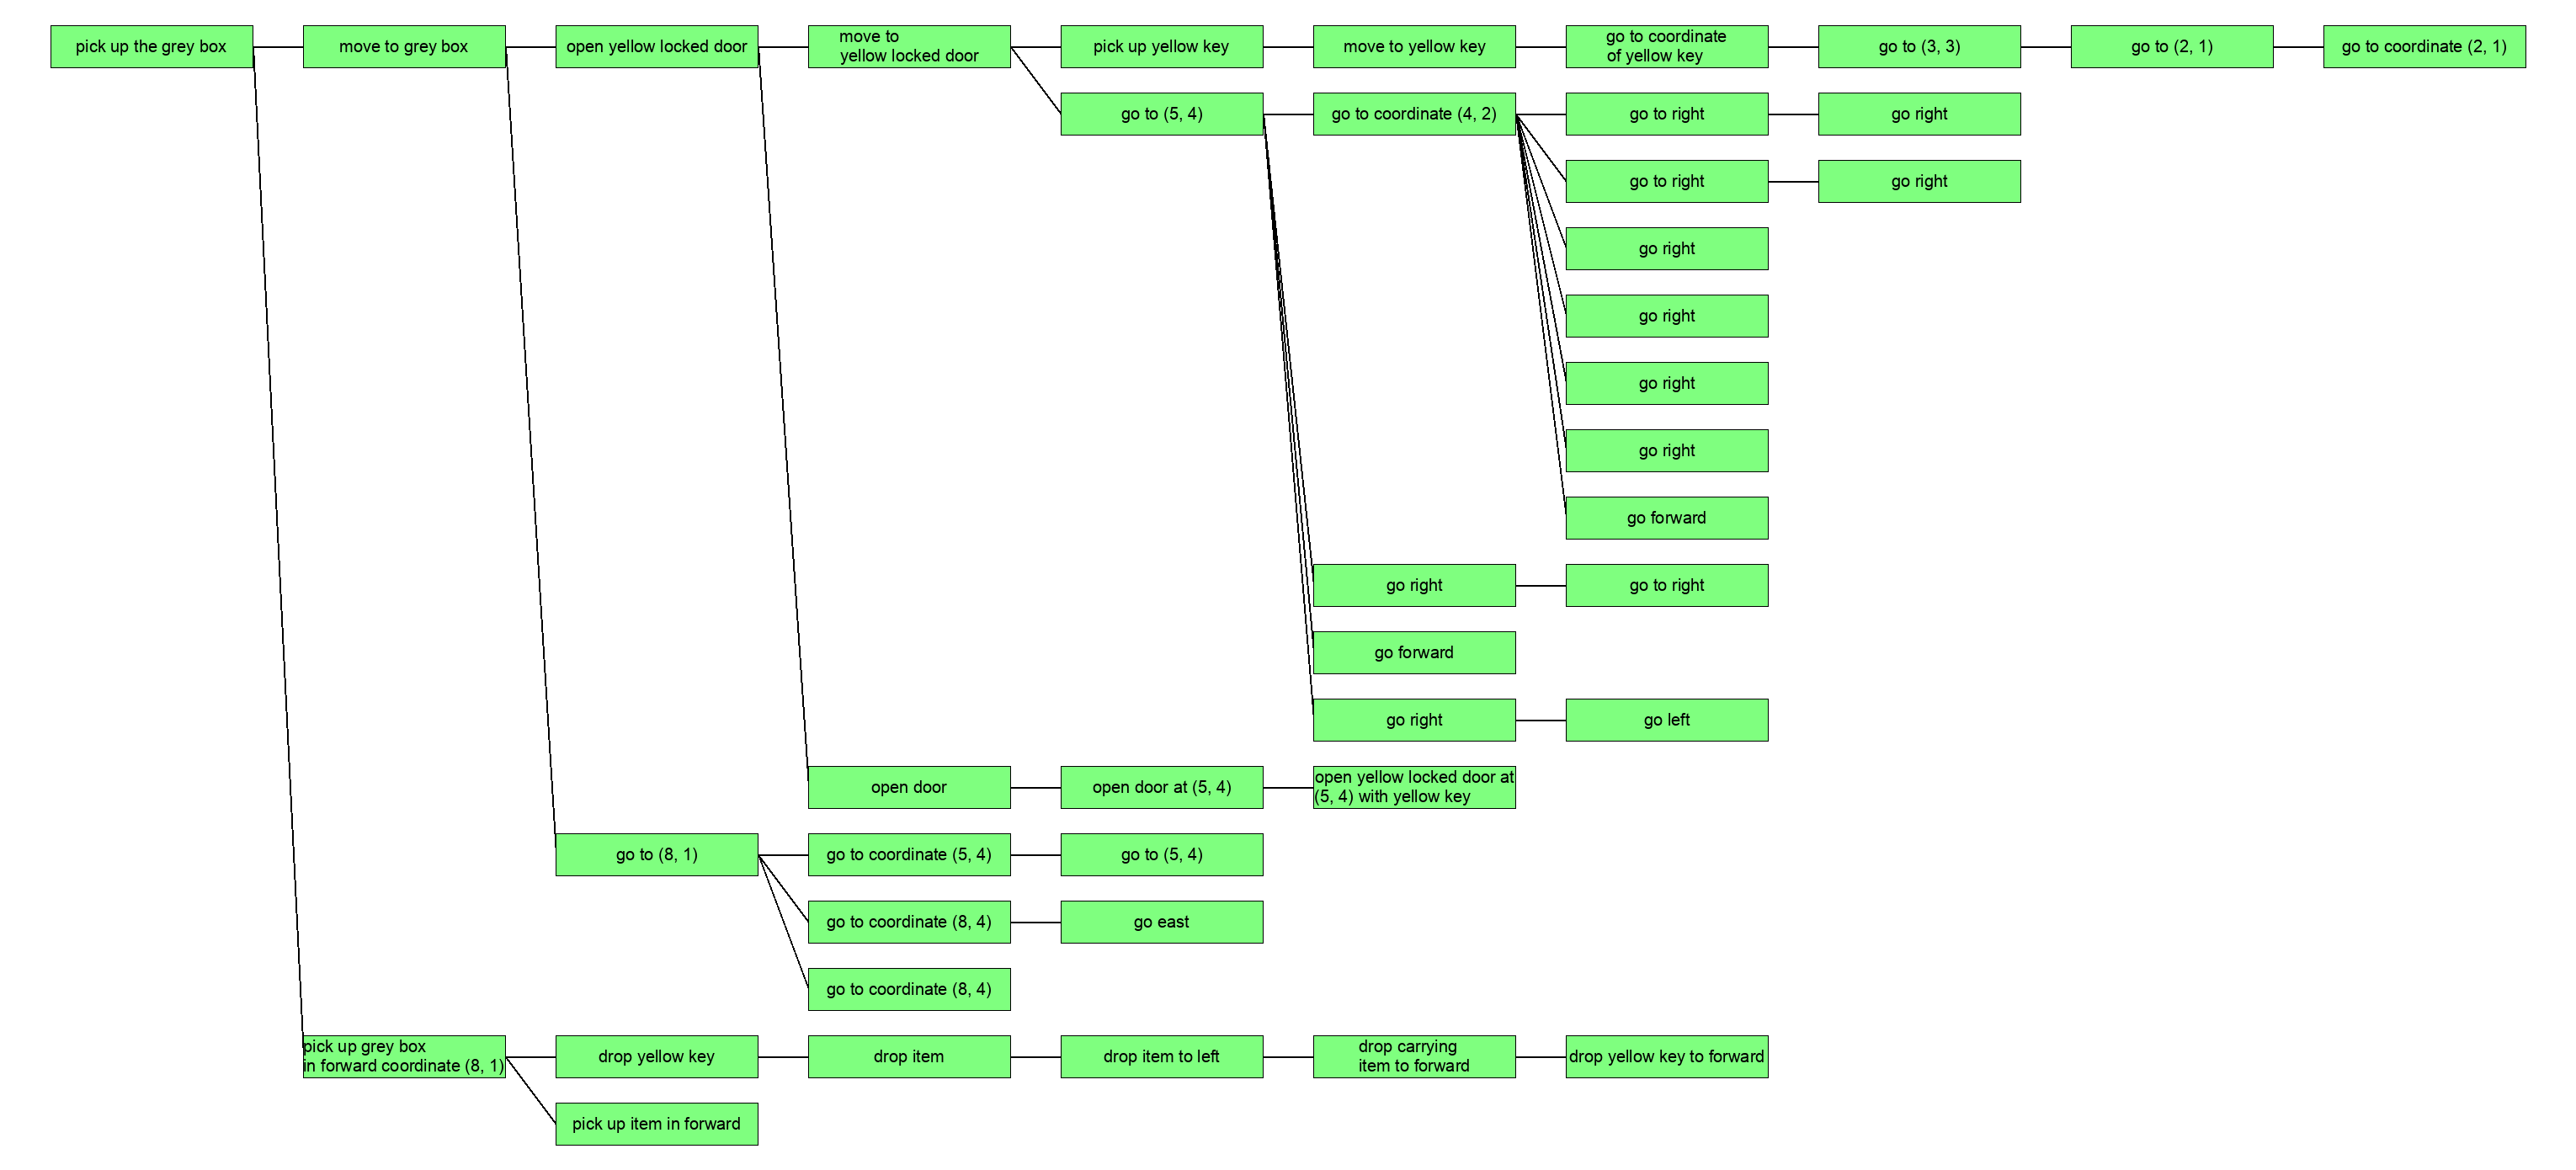 pick up the grey box
move to grey box
open yellow locked door
move to
yellow locked door
pick up yellow key
move to yellow key
go to coordinate
of yellow key
go to (3, 3)
go to (2, 1)
go to coordinate (2, 1)
go to (5, 4)
go to coordinate (4, 2)
go to right
go right
go to right
go right
go right
go right
go right
go right
go forward
go right
go to right
go forward
go right
go left
open door
open door at (5, 4)
open yellow locked door at
(5, 4) with yellow key
go to (8, 1)
go to coordinate (5, 4)
go to (5, 4)
go to coordinate (8, 4)
go east
go to coordinate (8, 4)
pick up grey box
in forward coordinate (8, 1)
drop yellow key
drop item
drop item to left
drop carrying
item to forward
drop yellow key to forward
pick up item in forward